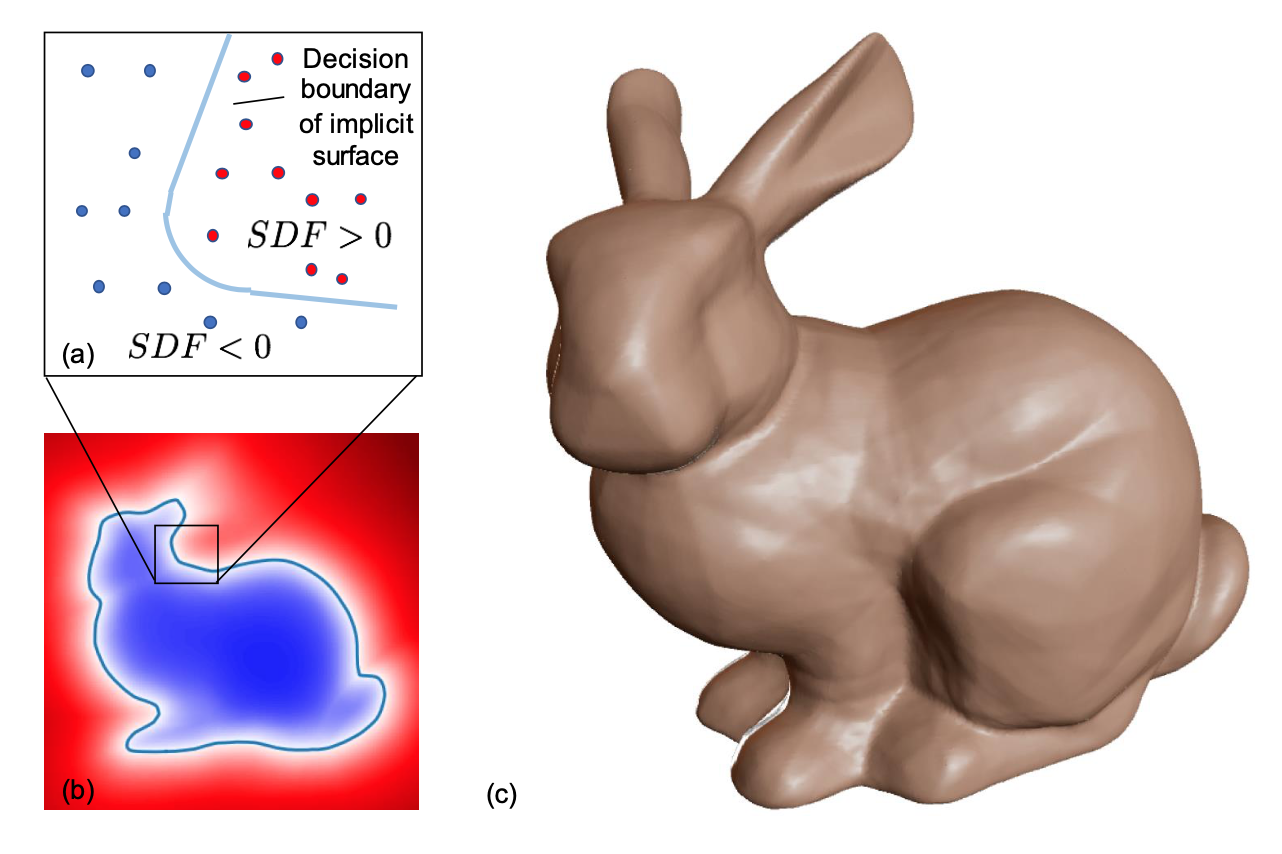 Decision
boundary
of implicit
surface
SDF > 0
(a)
SDF < 0
(b)
(c)